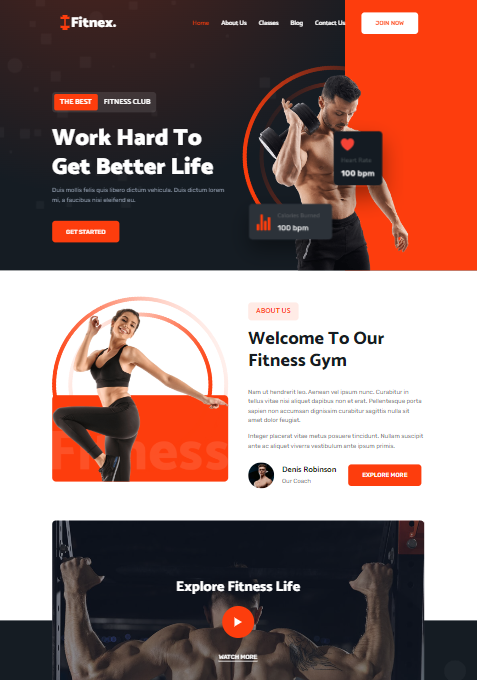 Fitnex.
Home About Us Classes Blog Contact Us JOIN NOW
THE BEST FITNESS CLUB
Work Hard To
Get Better Life
Duis mollis felis quis libero dictum vehicula. Duis dictum lorem
mi, a faucibus nisi eleifend eu.
GET STARTED
Heart Rate
100 bpm
Calories Burned
100 bpm
ABOUT US
Welcome To Our
Fitness Gym
Nam ut hendrerit leo. Aenean vel ipsum nunc. Curabitur in
tellus vitae nisi aliquet dapibus non et erat. Pellentesque porta
sapien non accumsan dignissim curabitur sagittis nulla sit
amet dolor feugiat.
Integer placerat vitae metus posuere tincidunt. Nullam suscipit
ante ac aliquet viverra vestibulum ante ipsum primis.
Denis Robinson
Our Coach
EXPLORE MORE
Fitness
Explore Fitness Life
WATCH MORE